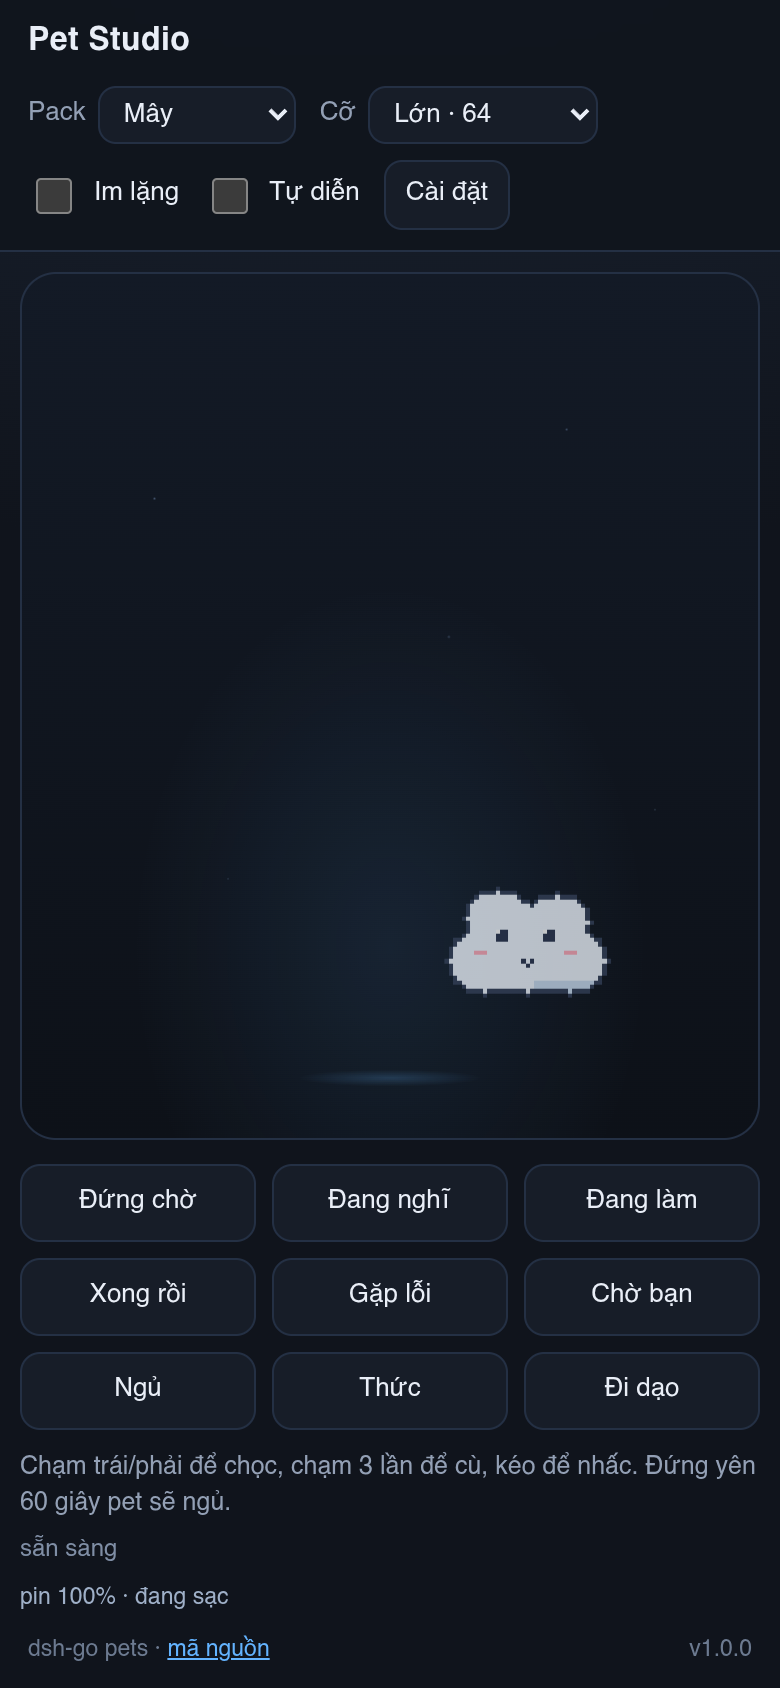 Pet Studio
Pack Mây Cỡ Lớn · 64
Im lặng Tự diễn Cài đặt
Đứng chờ Đang nghĩ Đang làm
Xong rồi Gặp lỗi Chờ bạn
Ngủ Thức Đi dạo
Chạm trái/phải để chọc, chạm 3 lần để cù, kéo để nhấc. Đứng yên
60 giây pet sẽ ngủ.
sẵn sàng
pin 100% · đang sạc
dsh-go pets · mã nguồn v1.0.0